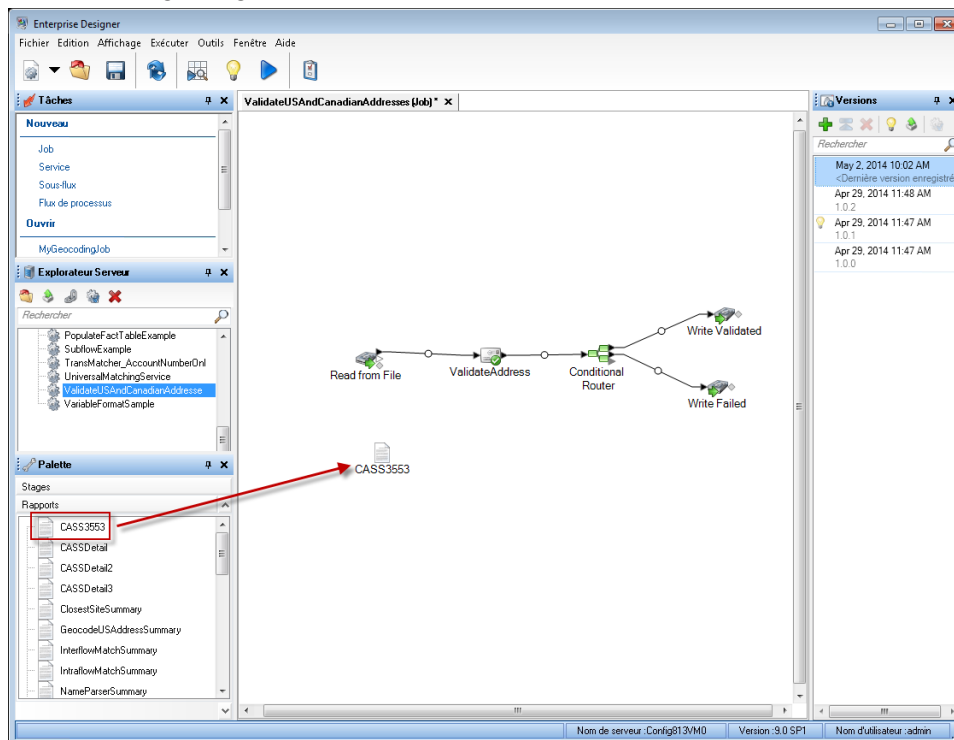 Enterprise Designer
Fichier Edition Affichage Exécuter Outils Fenêtre Aide
Tâches
Nouveau
Job
Service
Sous-flux
Flux de processus
Ouvrir
MyGeocodingJob
Explorateur Serveur
Rechercher
PopulateFactTableExample
SubflowExample
TransMatcher_AccountNumberOnl
UniversalMatchingService
ValidateUSAndCanadianAddresse
VariableFormatSample
Palette
Stages
Rapports
CASS3553
CASSDetail
CASSDetail2
CASSDetail3
ClosestSiteSummary
GeocodeUSAddressSummary
InterflowMatchSummary
IntraflowMatchSummary
NameParserSummary
ValidateUSAndCanadianAddresses (Job) *
Read from File
ValidateAddress
Conditional
Router
Write Validated
Write Failed
CASS3553
Versions
Rechercher
May 2, 2014 10:02 AM
<Dernière version enregistré
Apr 29, 2014 11:48 AM
1.0.2
Apr 29, 2014 11:47 AM
1.0.1
Apr 29, 2014 11:47 AM
1.0.0
Nom de serveur :Config813VM0 Version :9.0 SP1 Nom d'utilisateur :admin